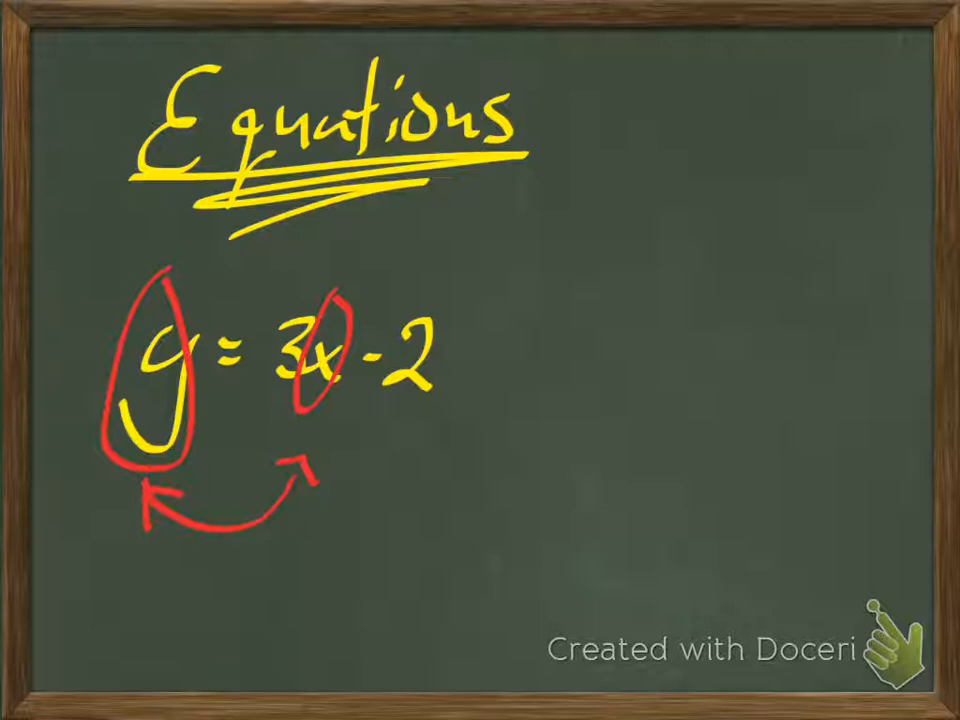 Equations
y = 3x - 2
Created with Doceri